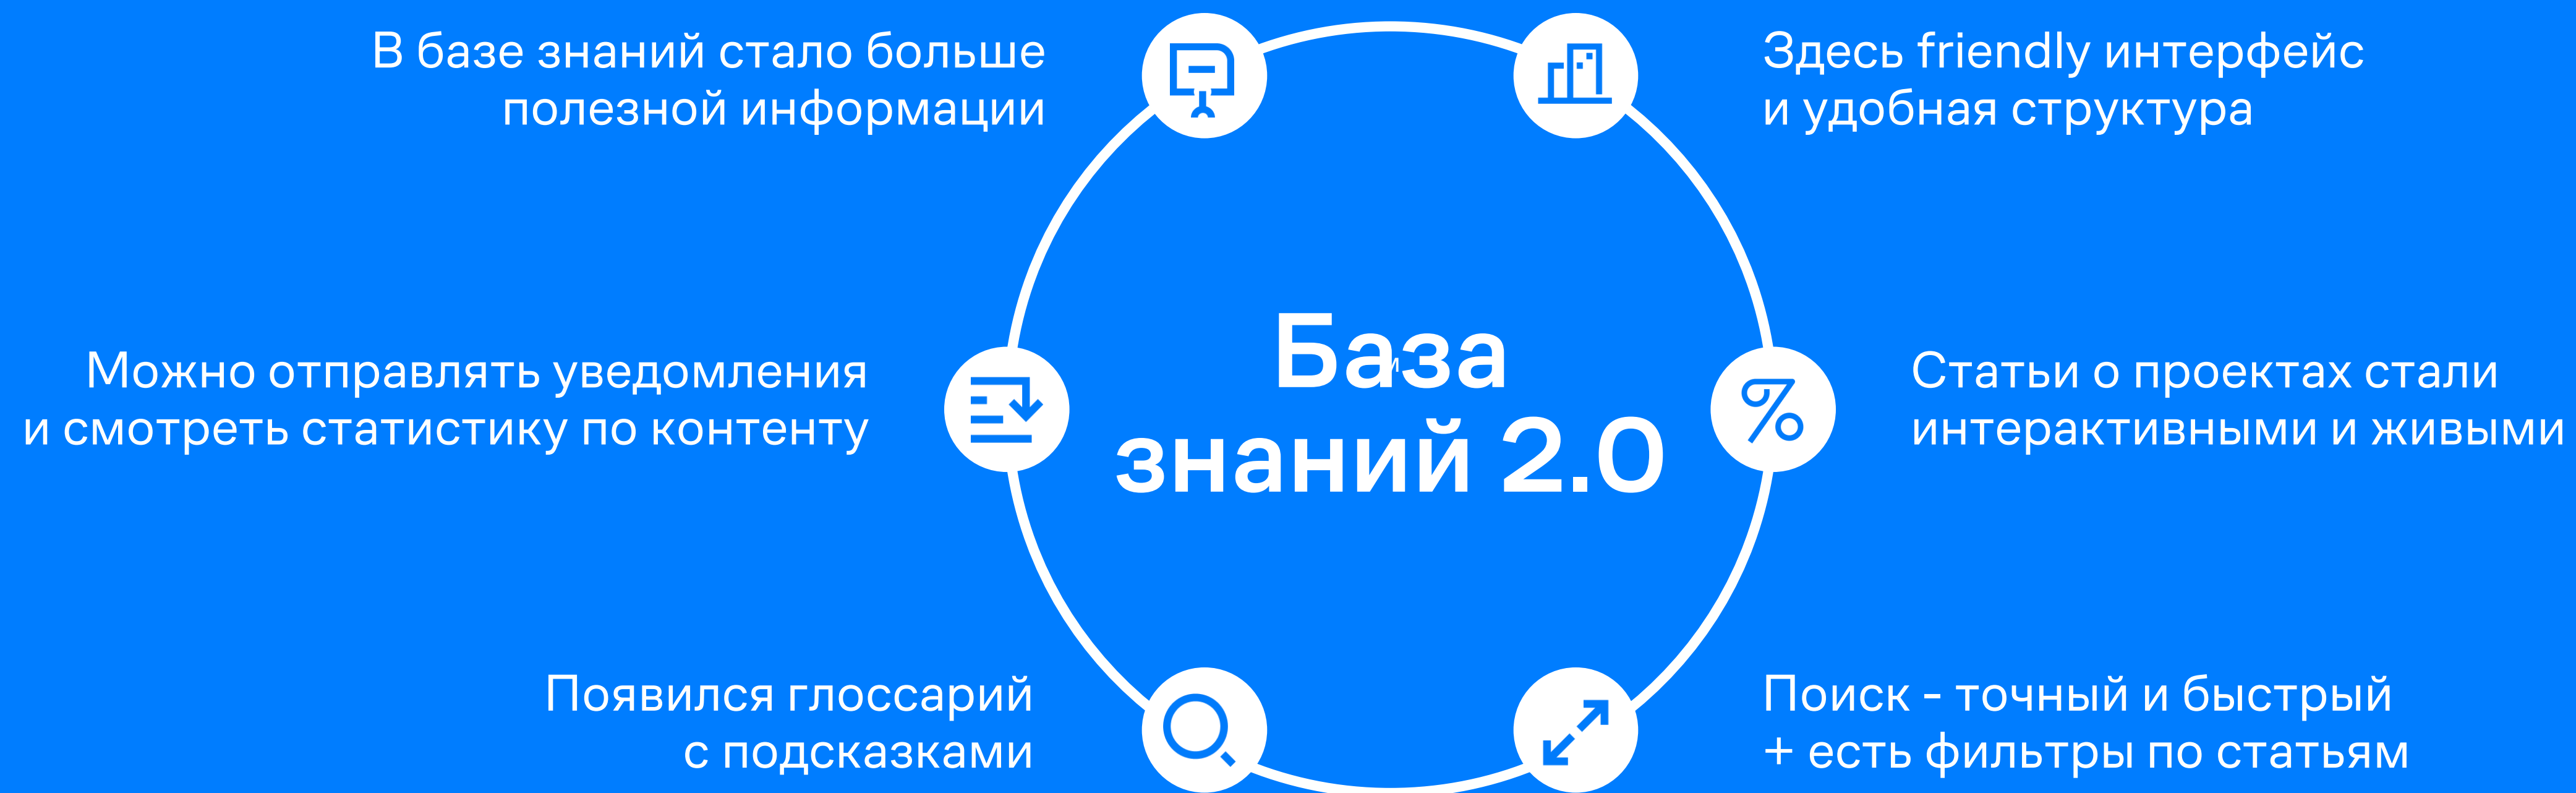 В базе знаний стало больше
полезной информации
Здесь friendly интерфейс
и удобная структура
Можно отправлять уведомления
и смотреть статистику по контенту
База
знаний 2.0
Статьи о проектах стали
интерактивными и живыми
Появился глоссарий
с подсказками
Поиск - точный и быстрый
+ есть фильтры по статьям